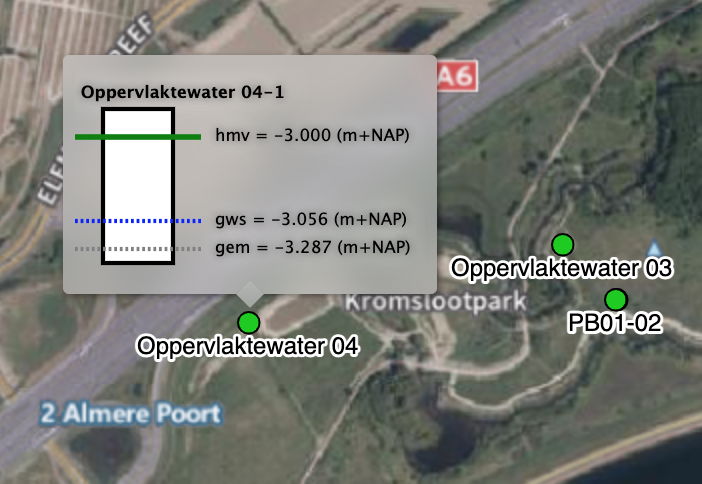 DREEF
A6
Oppervlaktewater 04-1
hmv = -3.000 (m+NAP)
gws = -3.056 (m+NAP)
gem = -3.287 (m+NAP)
Oppervlaktewater 03
Kromslootpark
PB01-02
Oppervlaktewater 04
2 Almere Poort